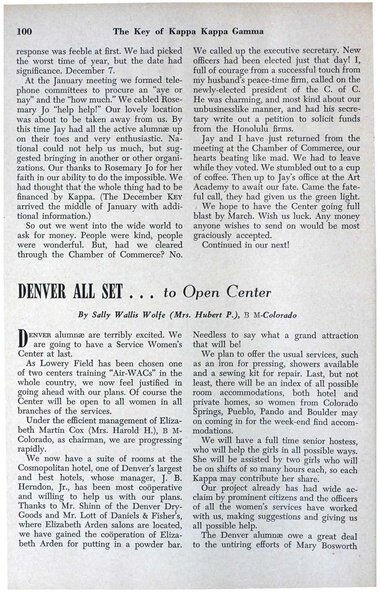 100 The Key of Kappa Kappa Gamma
response was feeble at first. We had picked
the worst time of year, but the date had
significance. December 7.
At the January meeting we formed tele-
phone committees to procure an "aye or
nay" and the "how much." We cabled Rose-
mary Jo "help help!" Our lovely location
was about to be taken away from us. By
this time Jay had all the active alumnæ up
on their toes and very enthusiastic. Na-
tional could not help us much, but sug-
gested bringing in another or other organi-
zations. Our thanks to Rosemary Jo for her
faith in our ability to do the impossible. We
had thought that the whole thing had to be
financed by Kappa. (The December KEY
arrived the middle of January with addi-
tional information.)
So out we went into the wide world to
ask for money. People were kind, people
were wonderful. But, had we cleared
through the Chamber of Commerce? No.
We called up the executive secretary. New
officers had been elected just that day! I,
full of courage from a successful touch from
my husband's peace-time firm, called on the
newly-elected president of the C. of C.
He was charming, and most kind about our
unbusinesslike manner, and had his secre-
tary write out a petition to solicit funds
from the Honolulu firms.
Jay and I have just returned from the
meeting at the Chamber of Commerce, our
hearts beating like mad. We had to leave
while they voted. We stumbled out to a cup
of coffee. Then up to Jay's office at the Art
Academy to await our fate. Came the fate-
ful call, they had given us the green light.
We hope to have the Center going full
blast by March. Wish us luck. Any money
anyone wishes to send on would be most
graciously accepted.
Continued in our next!
DENVER ALL SET . . . to Open Center
By Sally Wallis Wolfe (Mrs. Hubert P.), B M-Colorado
DENVER alumnæ are terribly excited. We
are going to have a Service Women's
Center at last.
As Lowery Field has been chosen one
of two centers training "Air-WACs" in the
whole country, we now feel justified in
going ahead with our plans. Of course the
Center will be open to all women in all
branches of the services.
Under the efficient management of Eliza-
beth Martin Cox (Mrs. Harold H.), B M-
Colorado, as chairman, we are progressing
rapidly.
We now have a suite of rooms at the
Cosmopolitan hotel, one of Denver's largest
and best hotels, whose manager, J. B.
Herndon, Jr., has been most coöperative
and willing to help us with our plans.
Thanks to Mr. Shinn of the Denver Dry-
Goods and Mr. Lott of Daniels & Fisher's,
where Elizabeth Arden salons are located,
we have gained the coöperation of Eliza-
beth Arden for putting in a powder bar.
Needless to say what a grand attraction
that will be!
We plan to offer the usual services, such
as an iron for pressing, showers available
and a sewing kit for repair. Last, but not
least, there will be an index of all possible
room accommodations, both hotel and
private homes, so women from Colorado
Springs, Pueblo, Pando and Boulder may
on coming in for the week-end find accom-
modations.
We will have a full time senior hostess,
who will help the girls in all possible ways.
She will be assisted by two girls who will
be on shifts of so many hours each, so each
Kappa may contribute her share.
Our project already has had wide ac-
claim by prominent citizens and the officers
of all the women's services have worked
with us, making suggestions and giving us
all possible help.
The Denver alumnæ owe a great deal
to the untiring efforts of Mary Bosworth